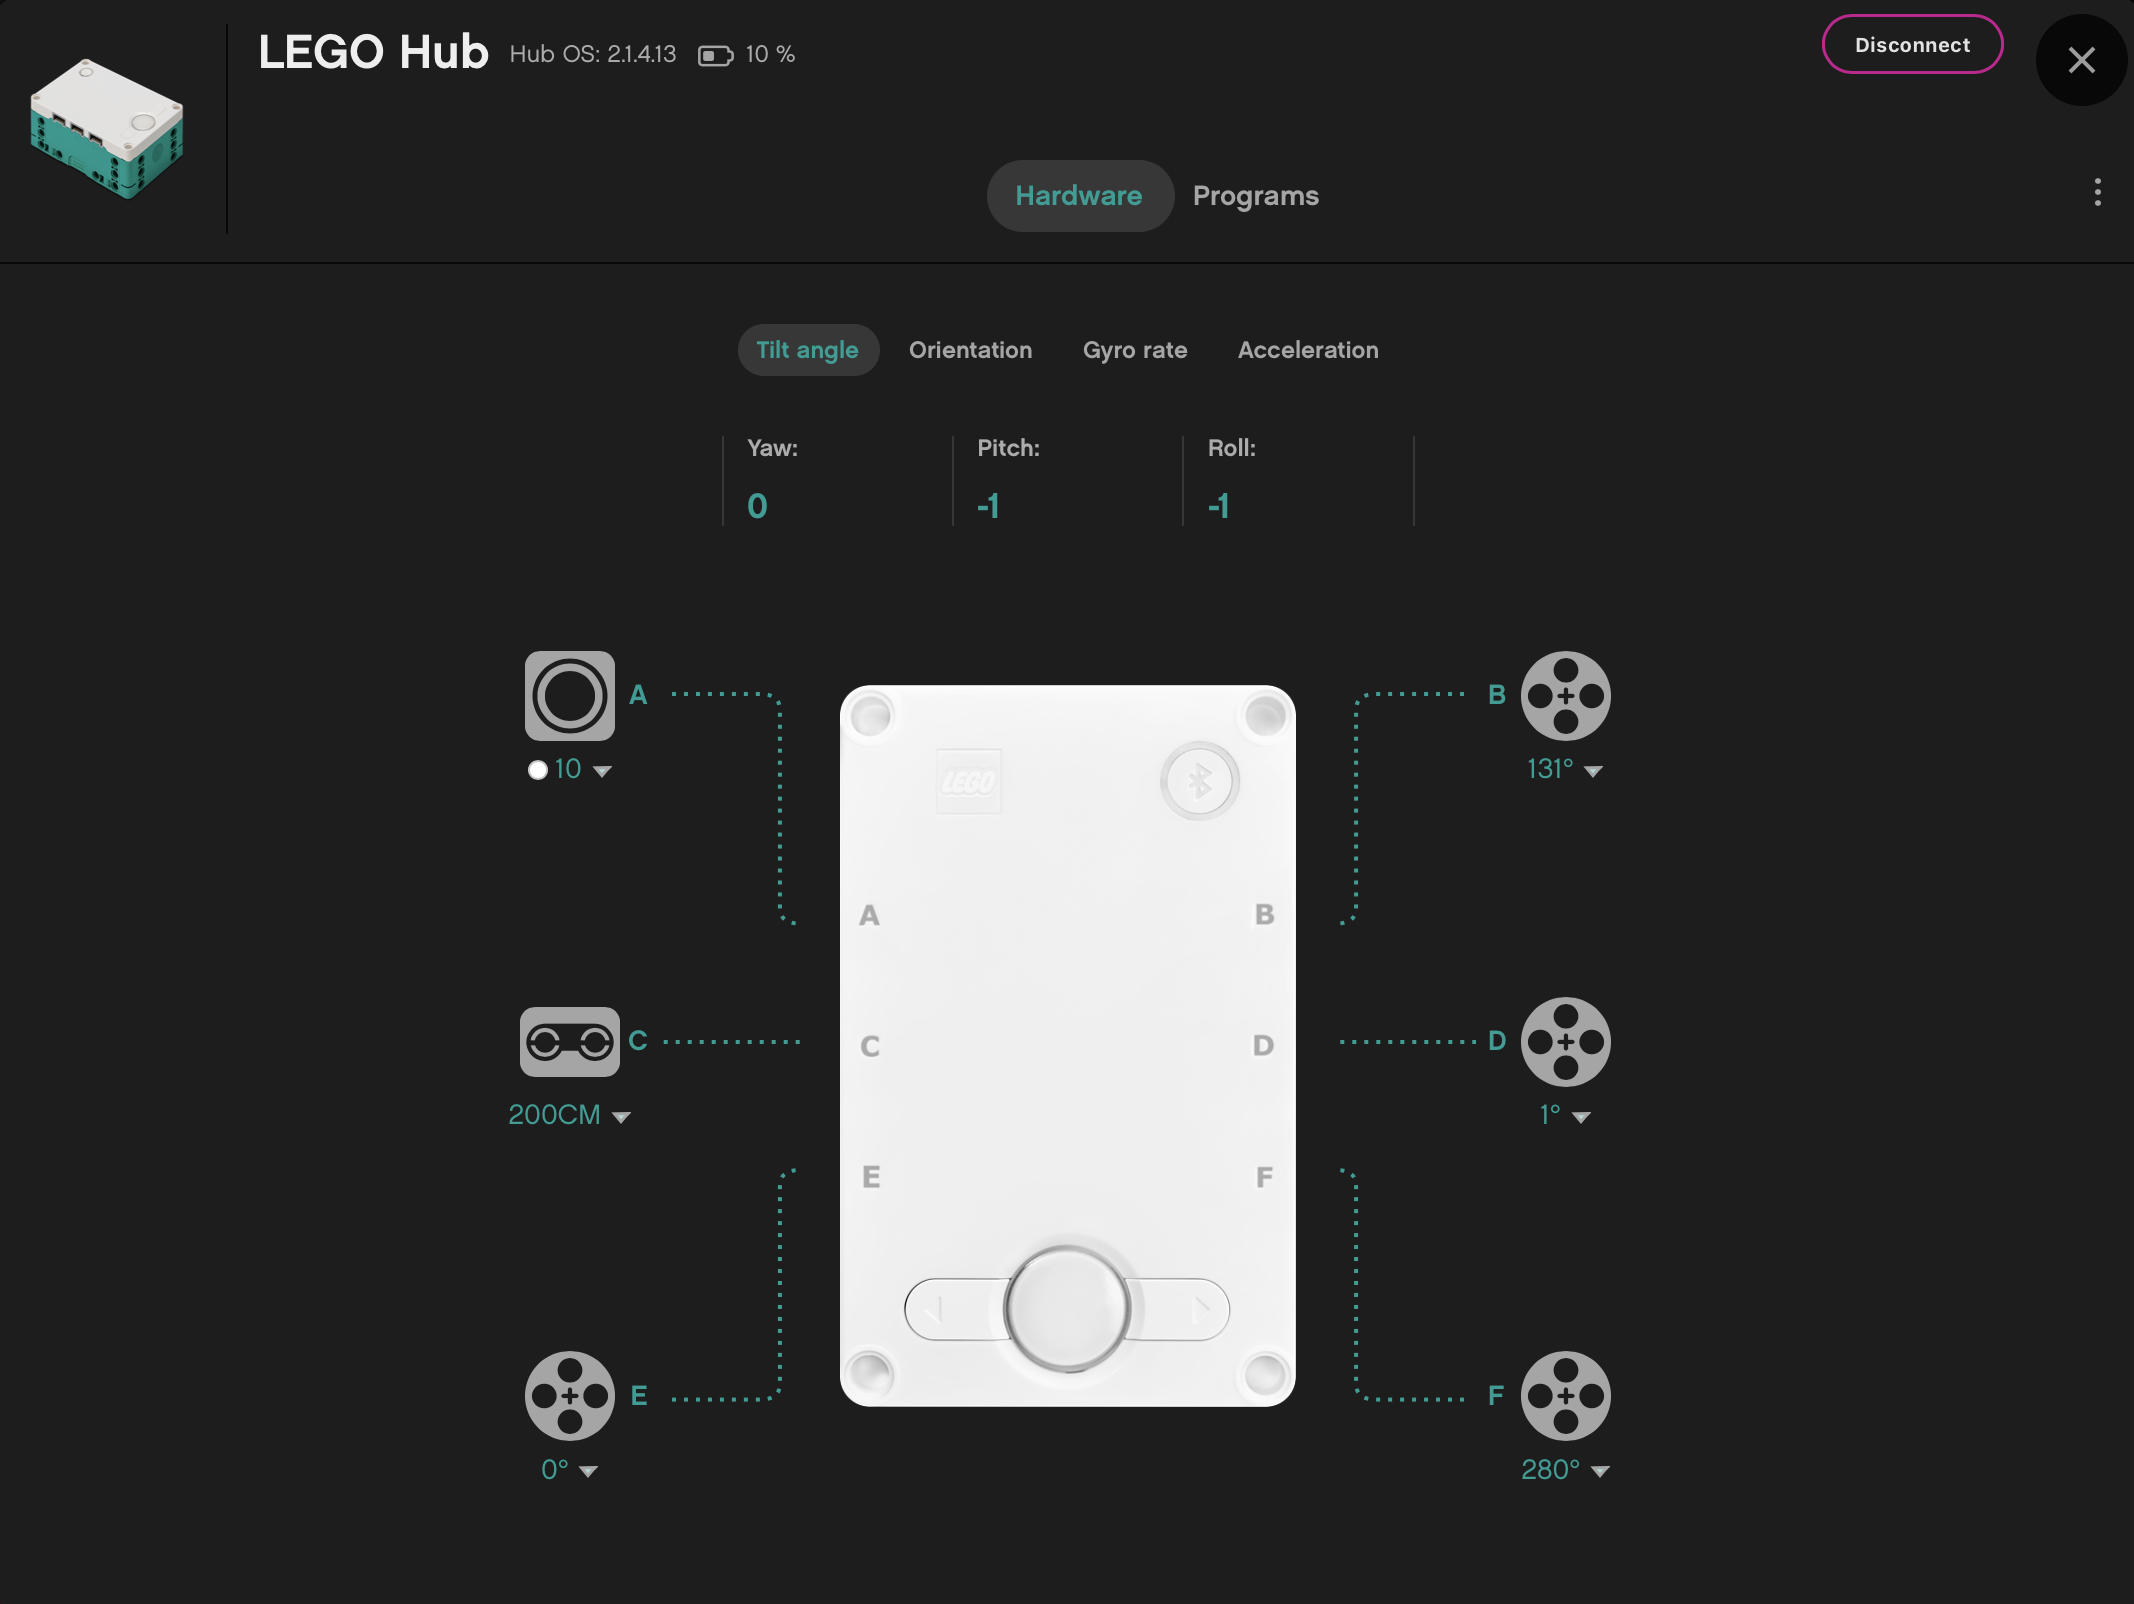 LEGO Hub Hub OS: 2.1.4.13 10 %
Disconnect
Hardware Programs
Tilt angle Orientation Gyro rate Acceleration
Yaw: Pitch: Roll:
0 -1 -1
A B
10 131°
LEGO
A B
C D
C D
200CM 1°
E F
E F
0° 280°